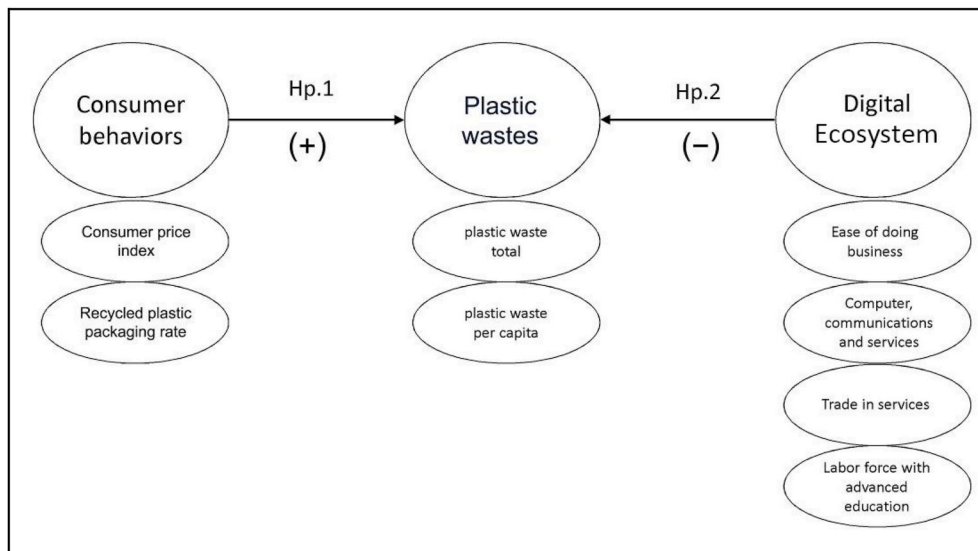 Consumer
behaviors
Hp.1
(+)
Plastic
wastes
Hp.2
(−)
Digital
Ecosystem
Consumer price
index
Recycled plastic
packaging rate
plastic waste
total
plastic waste
per capita
Ease of doing
business
Computer,
communications
and services
Trade in services
Labor force with
advanced
education